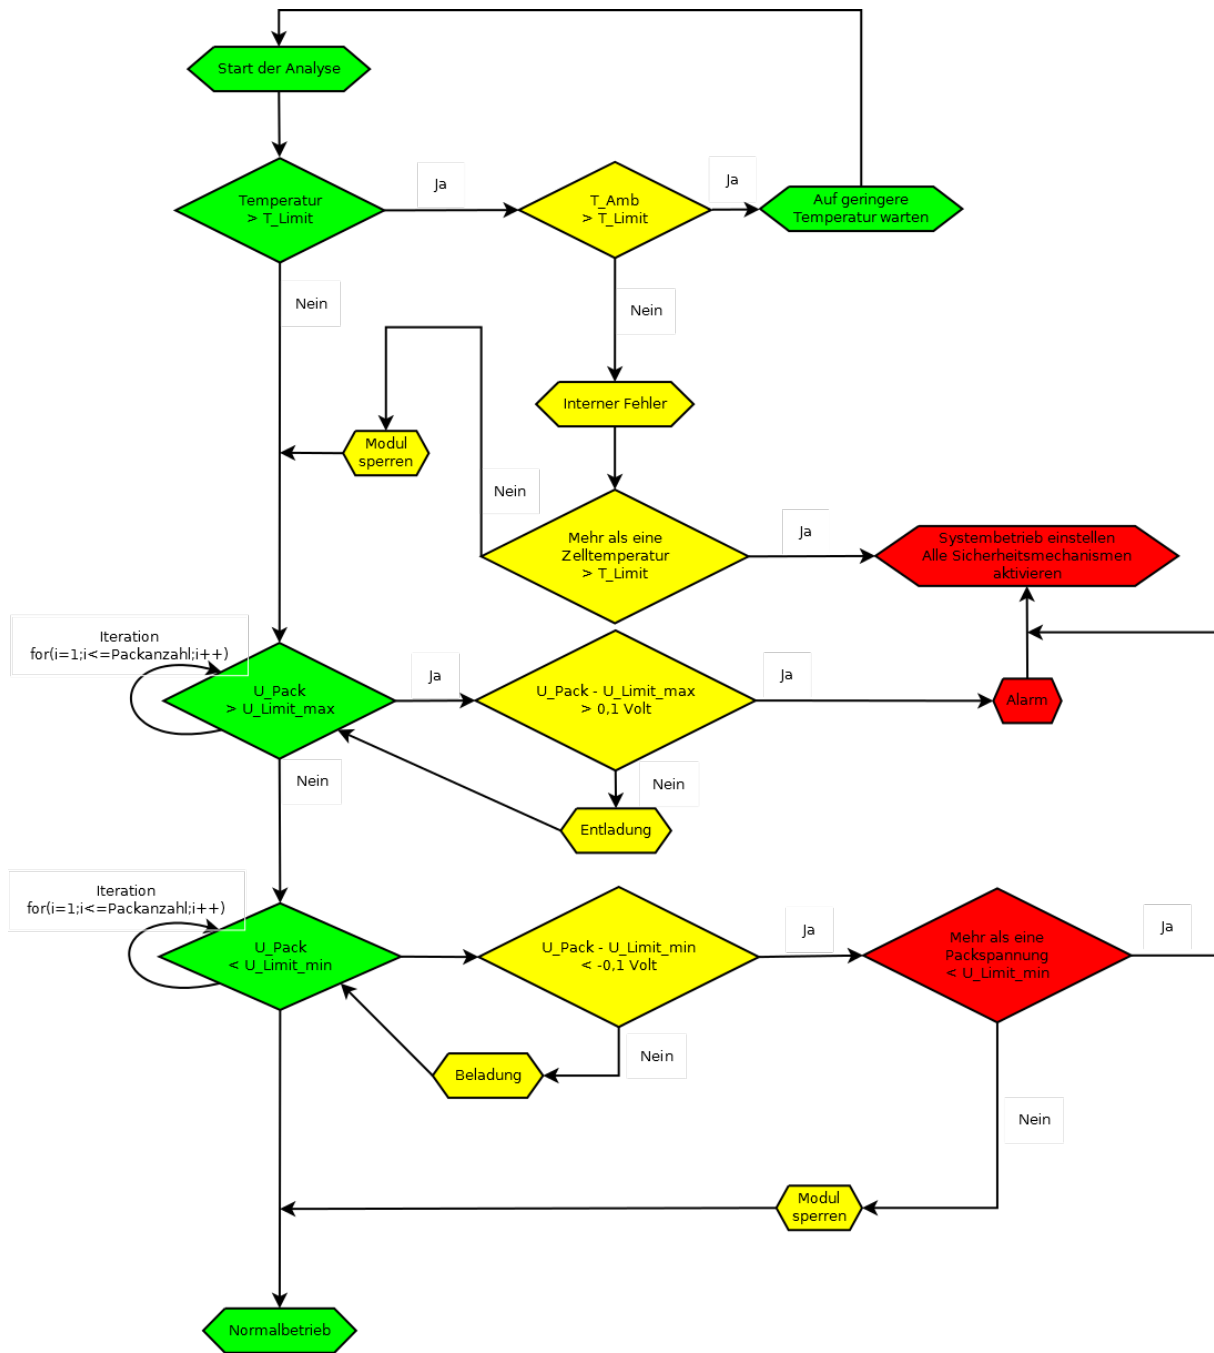 Start der Analyse
Temperatur
> T_Limit
Ja
T_Amb
> T_Limit
Ja
Auf geringere
Temperatur warten
Nein
Nein
Interner Fehler
Modul
sperren
Nein
Mehr als eine
Zelltemperatur
> T_Limit
Ja
Systembetrieb einstellen
Alle Sicherheitsmechanismen
aktivieren
Iteration
for(i=1;i<=Packanzahl;i++)
U_Pack
> U_Limit_max
Ja
U_Pack - U_Limit_max
> 0,1 Volt
Ja
Alarm
Nein
Nein
Entladung
Iteration
for(i=1;i<=Packanzahl;i++)
U_Pack
< U_Limit_min
U_Pack - U_Limit_min
< -0,1 Volt
Ja
Mehr als eine
Packspannung
< U_Limit_min
Ja
Nein
Beladung
Nein
Modul
sperren
Normalbetrieb